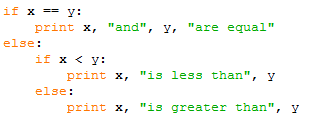 if x == y:
    print x, "and", y, "are equal"
else:
    if x < y:
        print x, "is less than", y
    else:
        print x, "is greater than", y